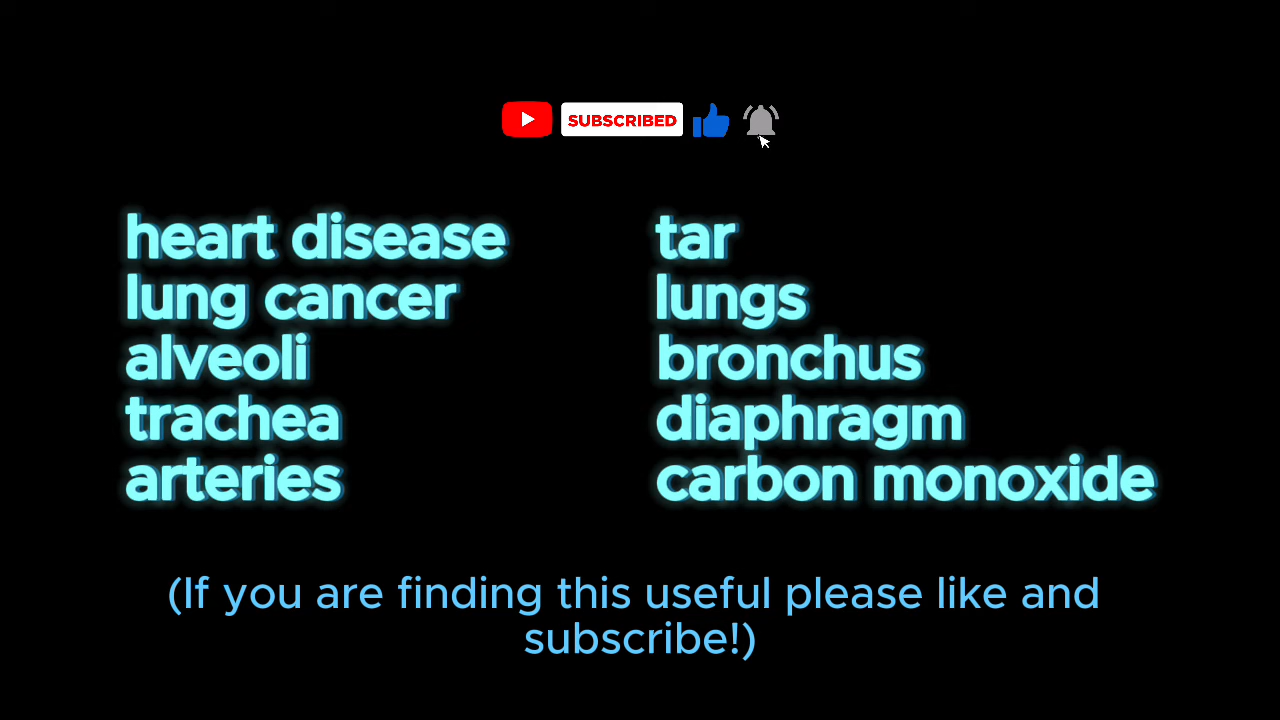 SUBSCRIBED
heart disease
lung cancer
alveoli
trachea
arteries
tar
lungs
bronchus
diaphragm
carbon monoxide
(If you are finding this useful please like and
subscribe!)